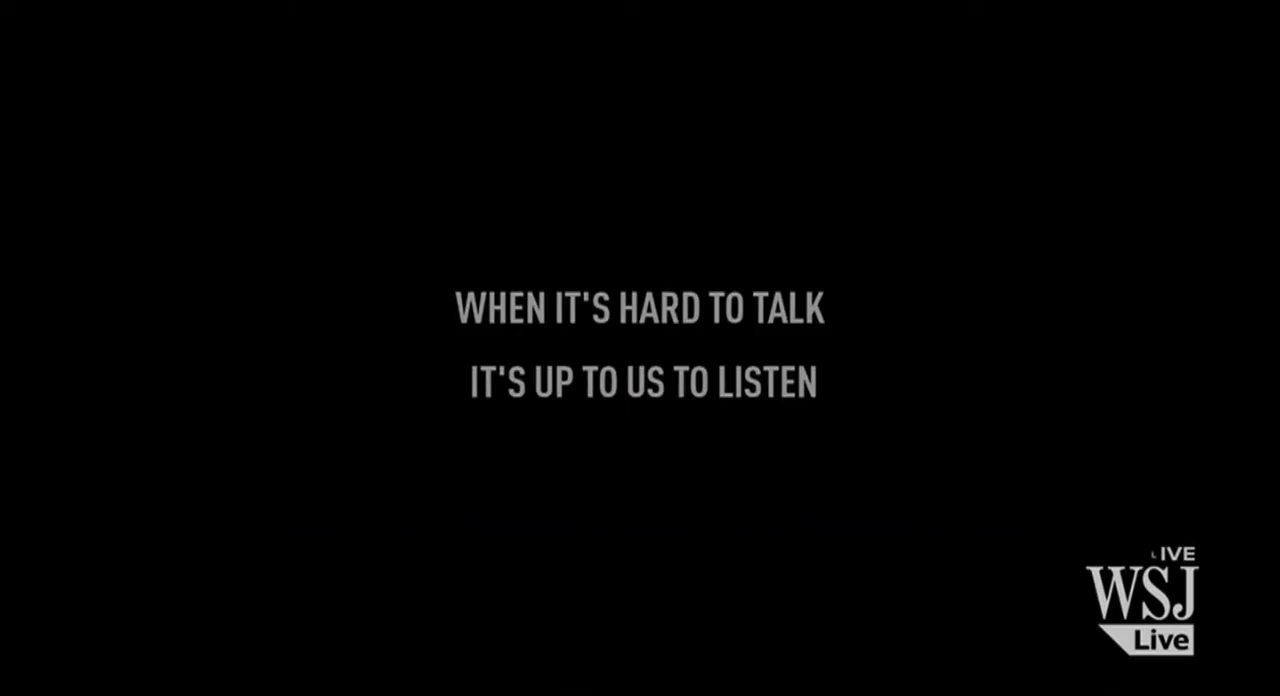 WHEN IT'S HARD TO TALK
IT'S UP TO US TO LISTEN
LIVE
WSJ
Live